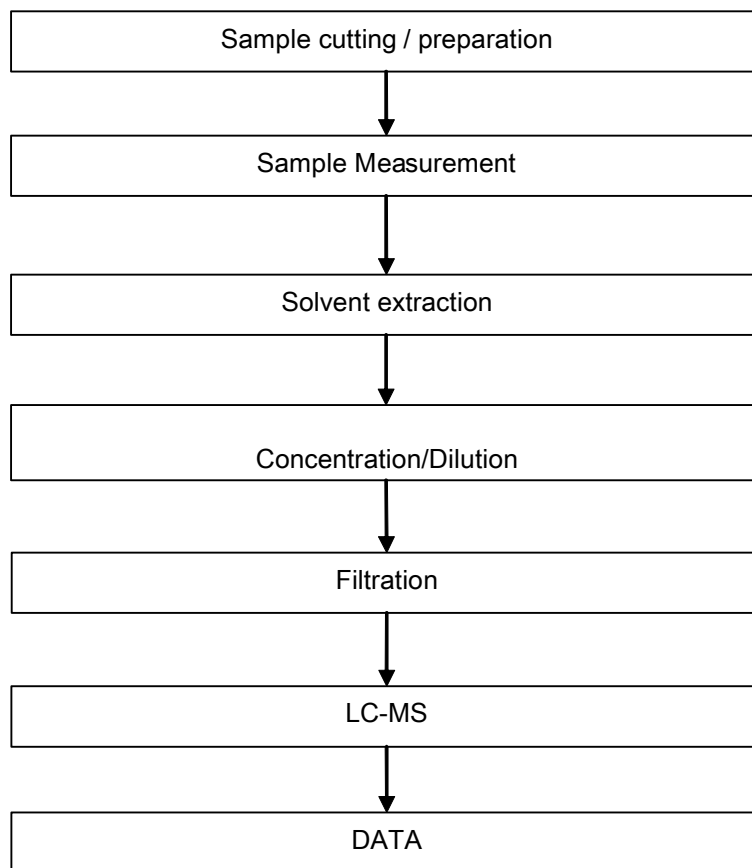 Sample cutting / preparation
Sample Measurement
Solvent extraction
Concentration/Dilution
Filtration
LC-MS
DATA